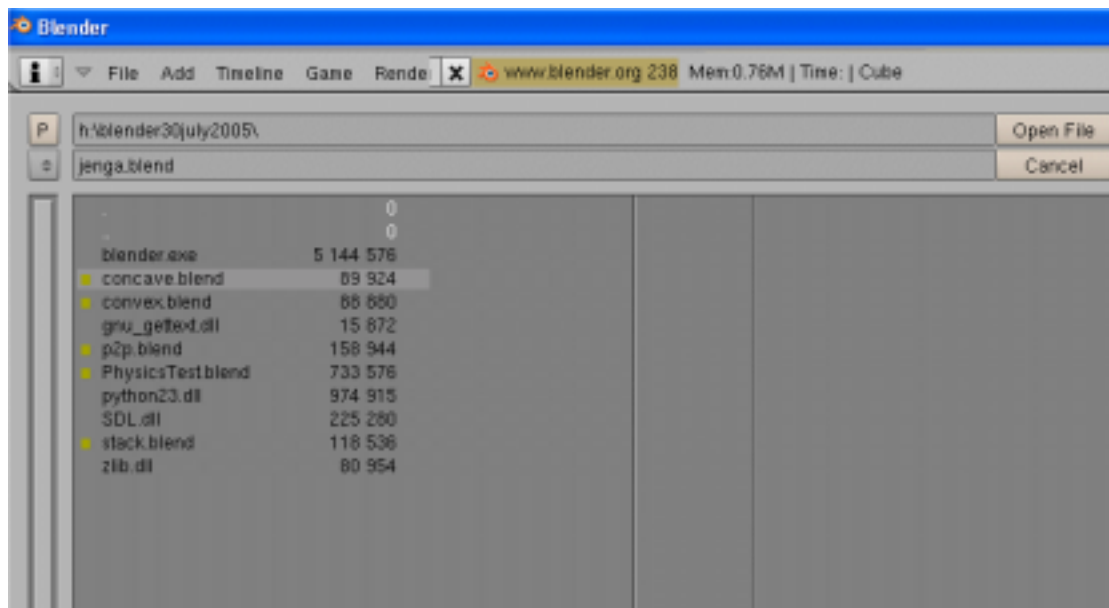 Blender
File Add Timeline Game Rende www.blender.org 238 Mem:0.76M | Time: | Cube
P h:\blender30july2005\ Open File
jenga.blend Cancel
. 0
.. 0
blender.exe 5 144 576
concave.blend 89 924
convex.blend 88 880
gnu_gettext.dll 15 872
p2p.blend 158 944
PhysicsTest.blend 733 576
python23.dll 974 915
SDL.dll 225 280
stack.blend 118 536
zlib.dll 80 954